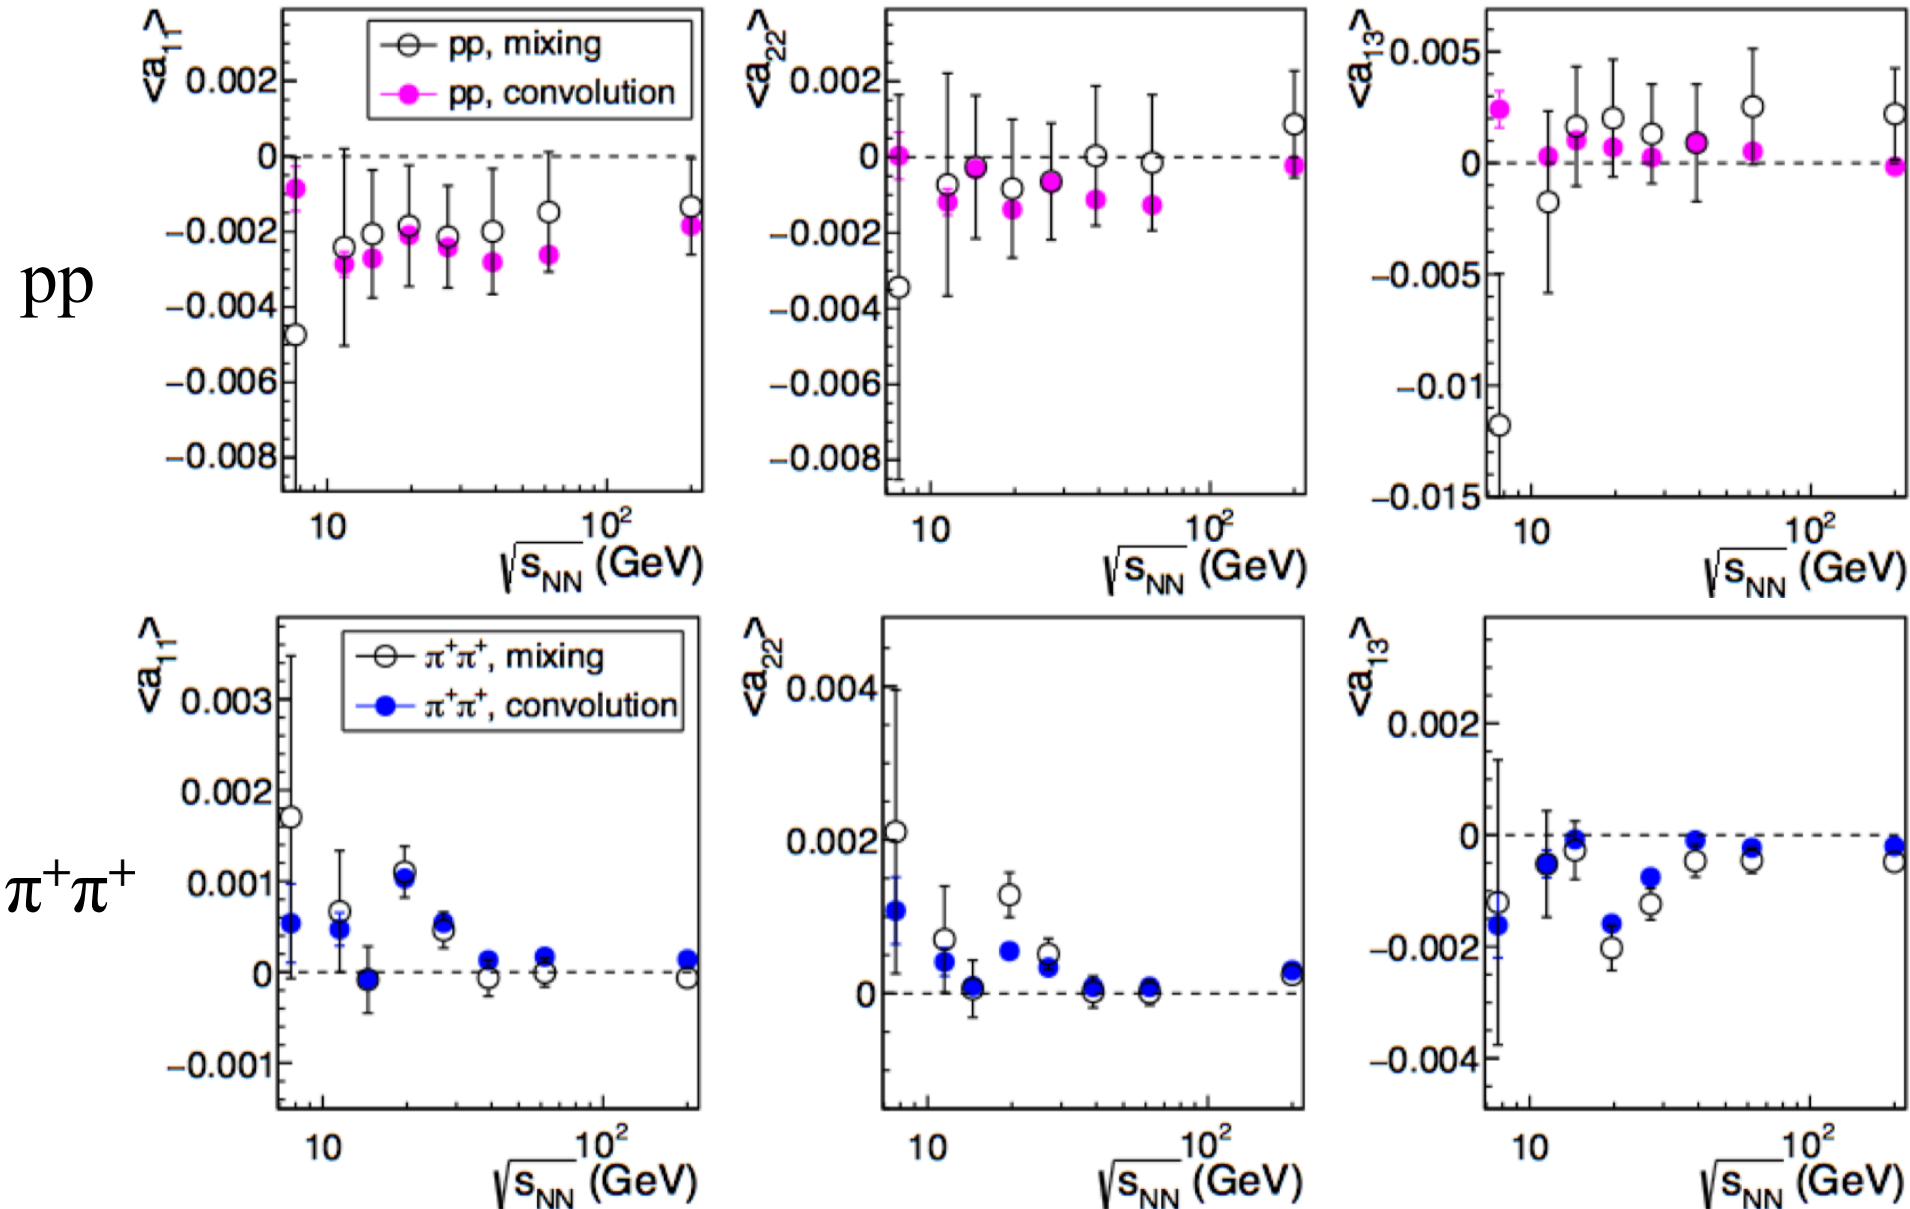 pp
<a₁₁>
pp, mixing
pp, convolution
0.002
0
−0.002
−0.004
−0.006
−0.008
10
10²
√sNN (GeV)
<a₂₂>
0.002
0
−0.002
−0.004
−0.006
−0.008
10
10²
√sNN (GeV)
<a₁₃>
0.005
0
−0.005
−0.01
−0.015
10
10²
√sNN (GeV)
π⁺π⁺
<a₁₁>
π⁺π⁺, mixing
π⁺π⁺, convolution
0.003
0.002
0.001
0
−0.001
10
10²
√sNN (GeV)
<a₂₂>
0.004
0.002
0
10
10²
√sNN (GeV)
<a₁₃>
0.002
0
−0.002
−0.004
10
10²
√sNN (GeV)